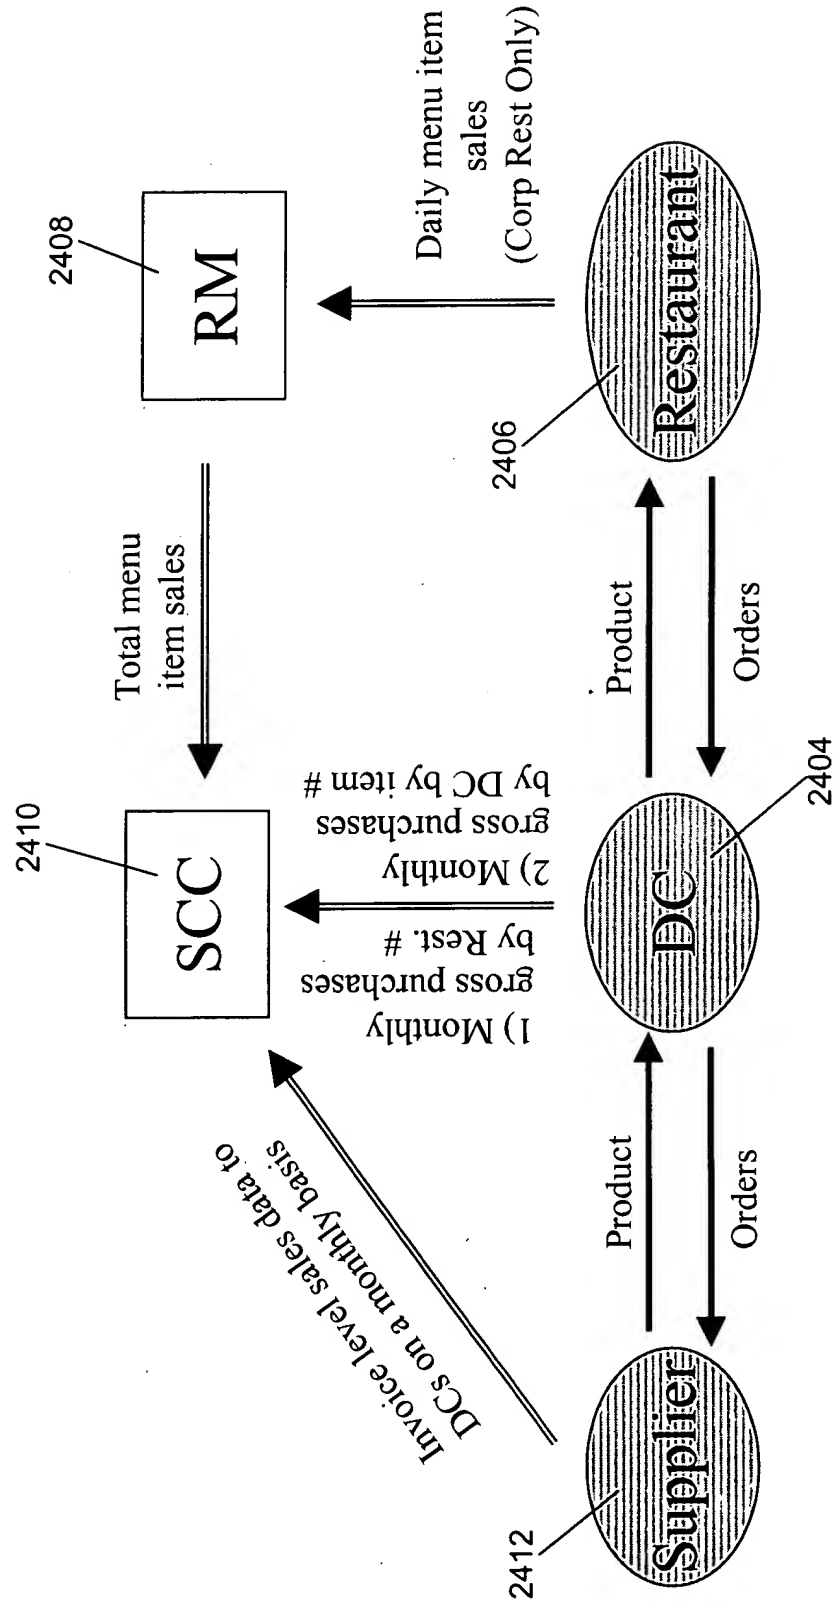 2410
SCC
Total menu
item sales
2408
RM
Invoice level sales data to
DCs on a monthly basis
1) Monthly
gross purchases
by Rest. #
2) Monthly
gross purchases
by DC by item #
Daily menu item
sales
(Corp Rest Only)
2412
Supplier
Product
Orders
DC
2404
Product
Orders
2406
Restaurant